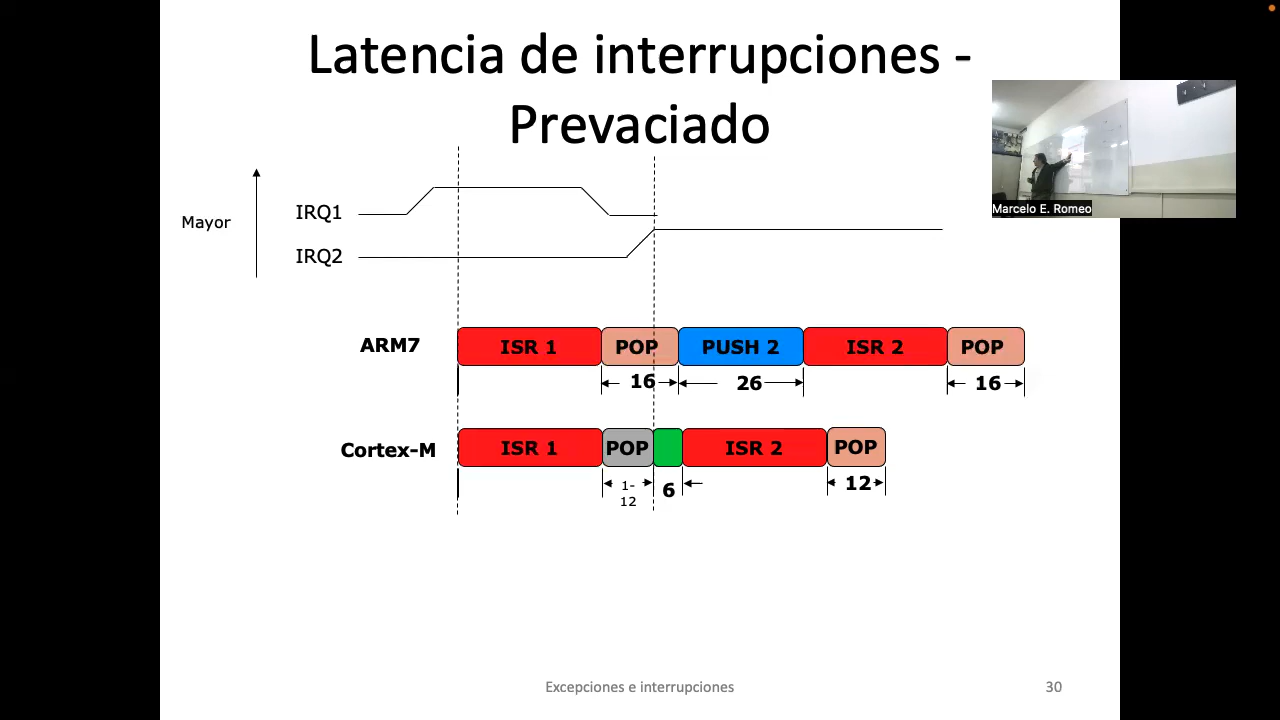 Latencia de interrupciones -
Prevaciado
Marcelo E. Romeo
Mayor
IRQ1
IRQ2
ARM7
ISR 1
POP
PUSH 2
ISR 2
POP
16
26
16
Cortex-M
ISR 1
POP
ISR 2
POP
1-
12
6
12
Excepciones e interrupciones
30